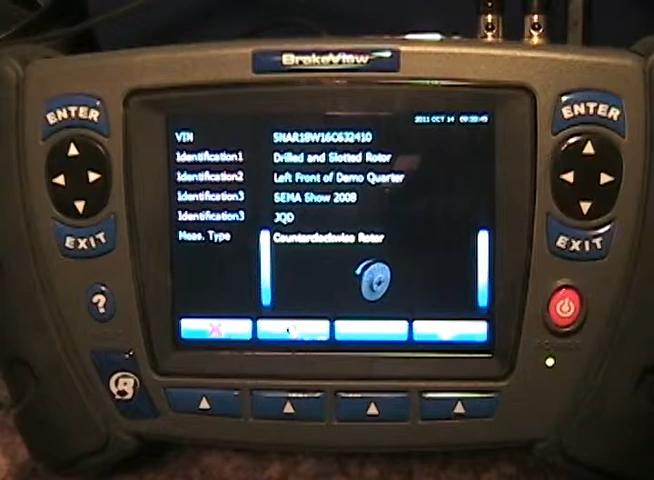 BrakeView
2011 OCT 14
VIN
Identification1 Drilled and Slotted Rotor
Identification2 Left Front of Demo Quarter
Identification3 SEMA Show 2008
Identification3 JQD
Meas. Type Counterclockwise Rotor
ENTER
EXIT
?
ENTER
EXIT
POWER